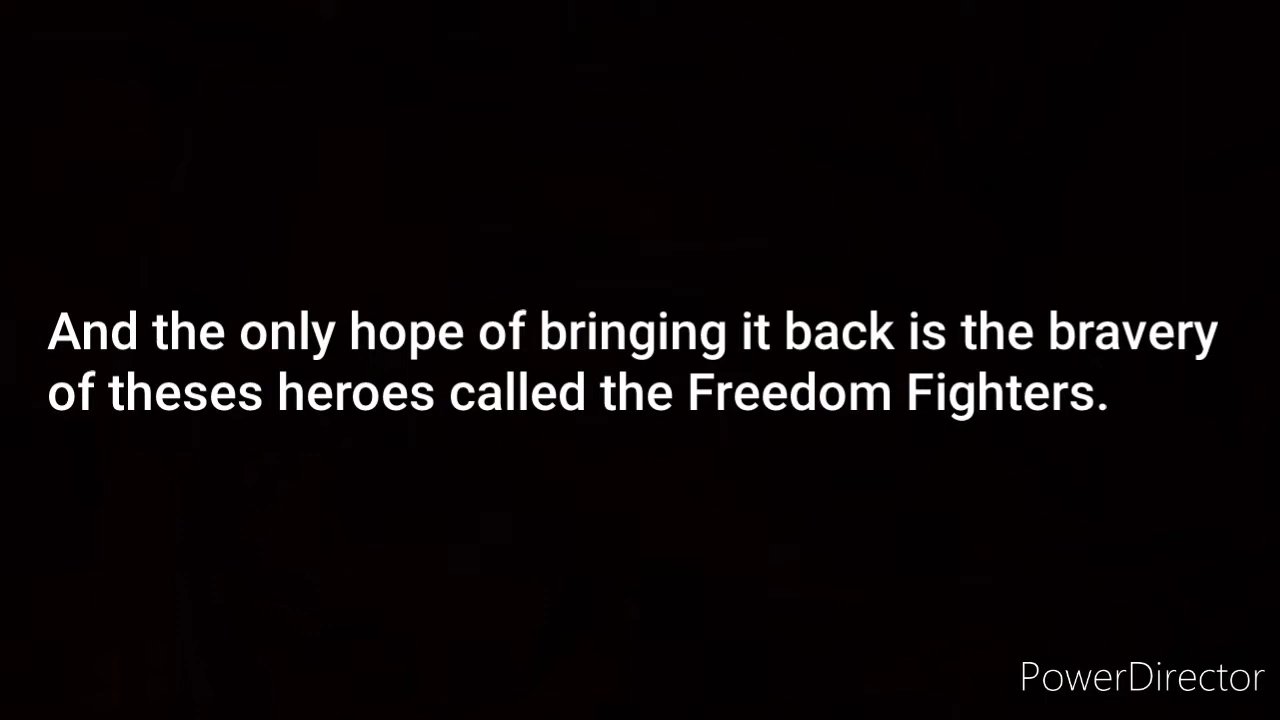 And the only hope of bringing it back is the bravery
of theses heroes called the Freedom Fighters.
PowerDirector